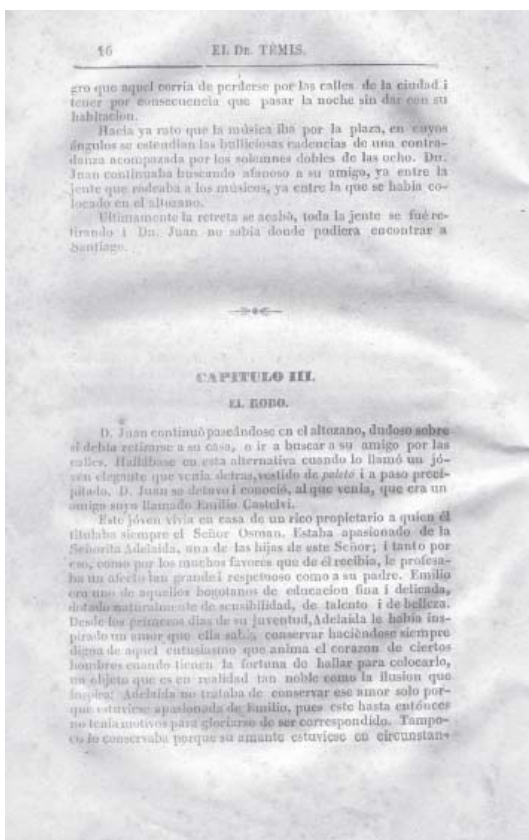 16 EL DR. TÉMIS.
gro que aquel corria de perderse por las calles de la ciudad i
tener por consecuencia que pasar la noche sin dar con su
habitacion.
Hacia ya rato que la música iba por la plaza, en cuyos
ángulos se estendian las bulliciosas cadencias de una contra-
danza acompazada por los solemnes dobles de las ocho. Dn.
Juan continuaba buscando afanoso a su amigo, ya entre la
jente que rodeaba a los músicos, ya entre la que se habia co-
locado en el altozano.
Ultimamente la retreta se acabò, toda la jente se fué re-
tirando i Dn. Juan no sabia donde pudiera encontrar a
Santiago.
CAPITULO III.
EL ROBO.
D. Juan continuò paseándose en el altozano, dudoso sobre
si debia retirarse a su casa, o ir a buscar a su amigo por las
calles. Hallábase en esta alternativa cuando lo llamó un jó-
ven elegante que venia detras, vestido de paletó i a paso preci-
pitado. D. Juan se detuvo i conoció, al que venia, que era un
amigo suyo llamado Emilio Castelvi.
Este jóven vivia en casa de un rico propietario a quien él
titulaba siempre el Señor Osman. Estaba apasionado de la
Señorita Adelaida, una de las hijas de este Señor; i tanto por
eso, como por los muchos favores que de él recibia, le profesa-
ba un afecto tan grande i respetuoso como a su padre. Emilio
era uno de aquellos bogotanos de educacion fina i delicada,
dotado naturalmente de sensibilidad, de talento i de belleza.
Desde los primeros dias de su juventud, Adelaida le habia ins-
pirado un amor que ella sabia conservar haciéndose siempre
digna de aquel entusiasmo que anima el corazon de ciertos
hombres cuando tienen la fortuna de hallar para colocarlo,
un objeto que es en realidad tan noble como la ilusion que
inspira. Adelaida no trataba de conservar ese amor solo por-
que estuviese apasionada de Emilio, pues este hasta entónces
no tenia motivos para gloriarse de ser correspondido. Tampo-
co lo conservaba porque su amante estuviese en circunstan-